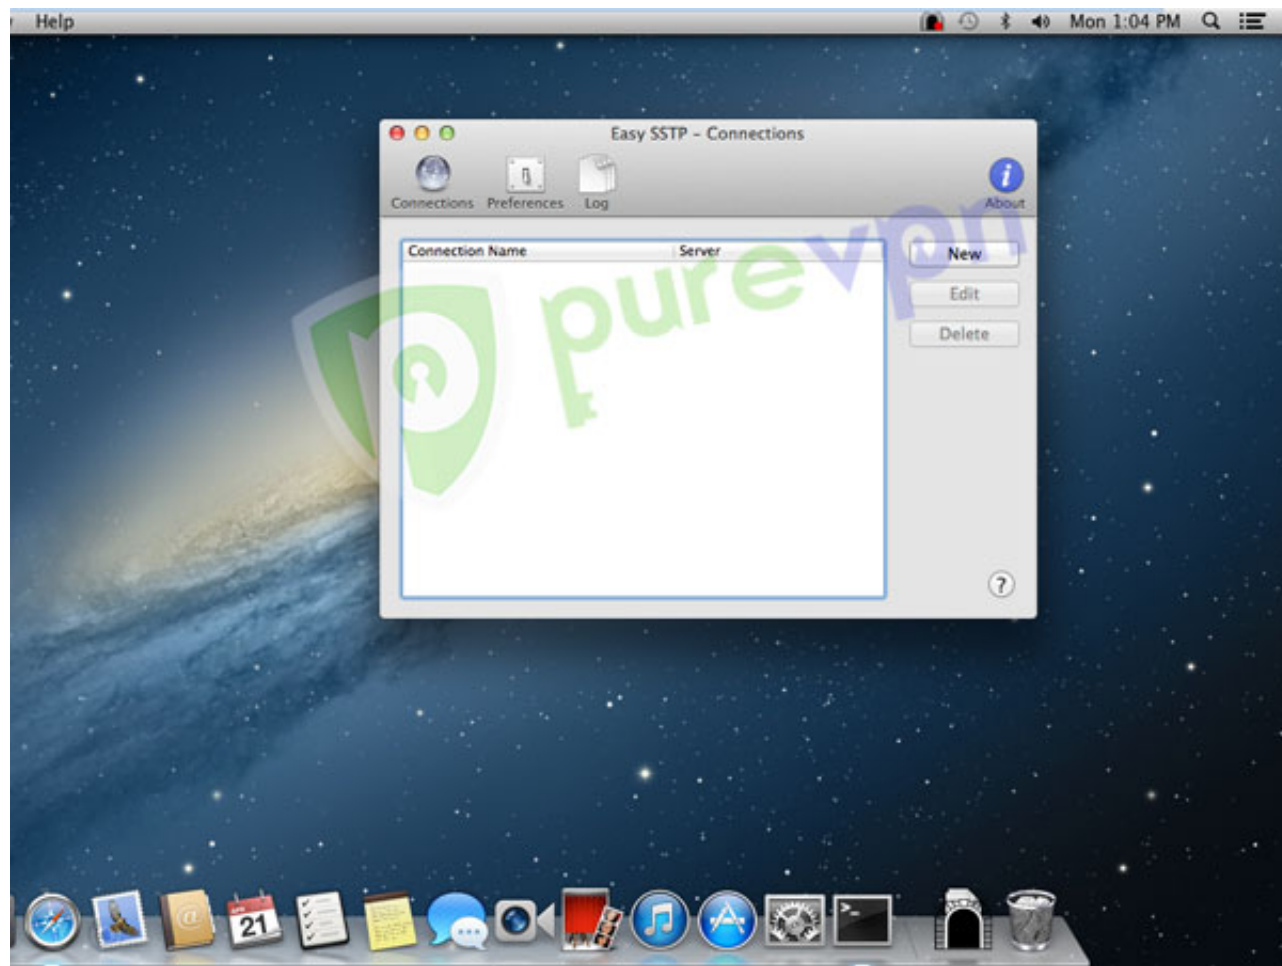 Help
Mon 1:04 PM
Easy SSTP - Connections
Connections Preferences Log
About
Connection Name Server
New
Edit
Delete
purevpn
?
APR
21
@
>_